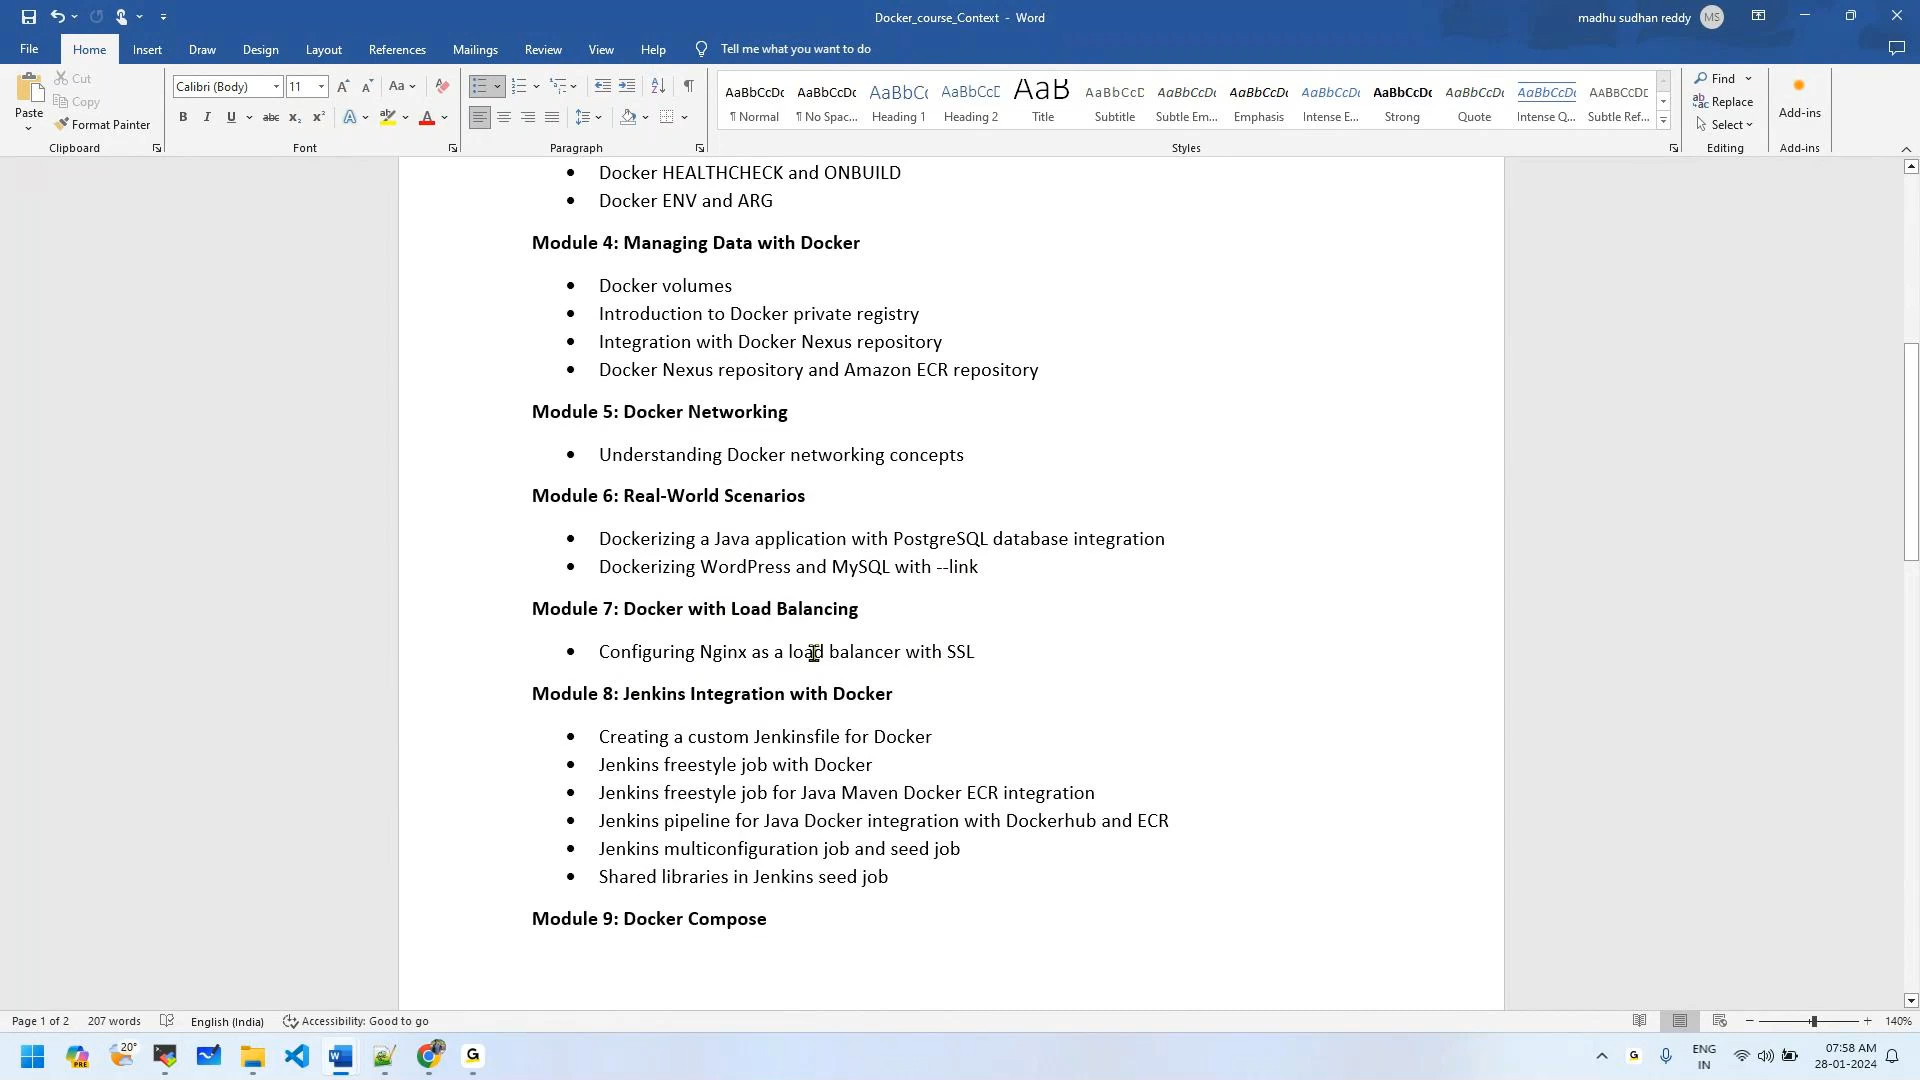 Docker_course_Context - Word
madhu sudhan reddy MS
File Home Insert Draw Design Layout References Mailings Review View Help Tell me what you want to do
Paste
Cut
Copy
Format Painter
Clipboard
Calibri (Body) 11 A A Aa
B I U abc x₂ x² A A
Font
Paragraph
AaBbCcDc AaBbCcDc AaBbC AaBbCcD AaB AaBbCcD AaBbCcDc AaBbCcDc AaBbCcDc AaBbCcDc AaBbCcDc AaBbCcDc AABBCCDC
¶ Normal ¶ No Spac... Heading 1 Heading 2 Title Subtitle Subtle Em... Emphasis Intense E... Strong Quote Intense Q... Subtle Ref...
Styles
Find
Replace
Select
Editing
Add-ins
Add-ins
• Docker HEALTHCHECK and ONBUILD
• Docker ENV and ARG
Module 4: Managing Data with Docker
• Docker volumes
• Introduction to Docker private registry
• Integration with Docker Nexus repository
• Docker Nexus repository and Amazon ECR repository
Module 5: Docker Networking
• Understanding Docker networking concepts
Module 6: Real-World Scenarios
• Dockerizing a Java application with PostgreSQL database integration
• Dockerizing WordPress and MySQL with --link
Module 7: Docker with Load Balancing
• Configuring Nginx as a load balancer with SSL
Module 8: Jenkins Integration with Docker
• Creating a custom Jenkinsfile for Docker
• Jenkins freestyle job with Docker
• Jenkins freestyle job for Java Maven Docker ECR integration
• Jenkins pipeline for Java Docker integration with Dockerhub and ECR
• Jenkins multiconfiguration job and seed job
• Shared libraries in Jenkins seed job
Module 9: Docker Compose
Page 1 of 2 207 words English (India) Accessibility: Good to go 140%
20°
ENG
IN
07:58 AM
28-01-2024